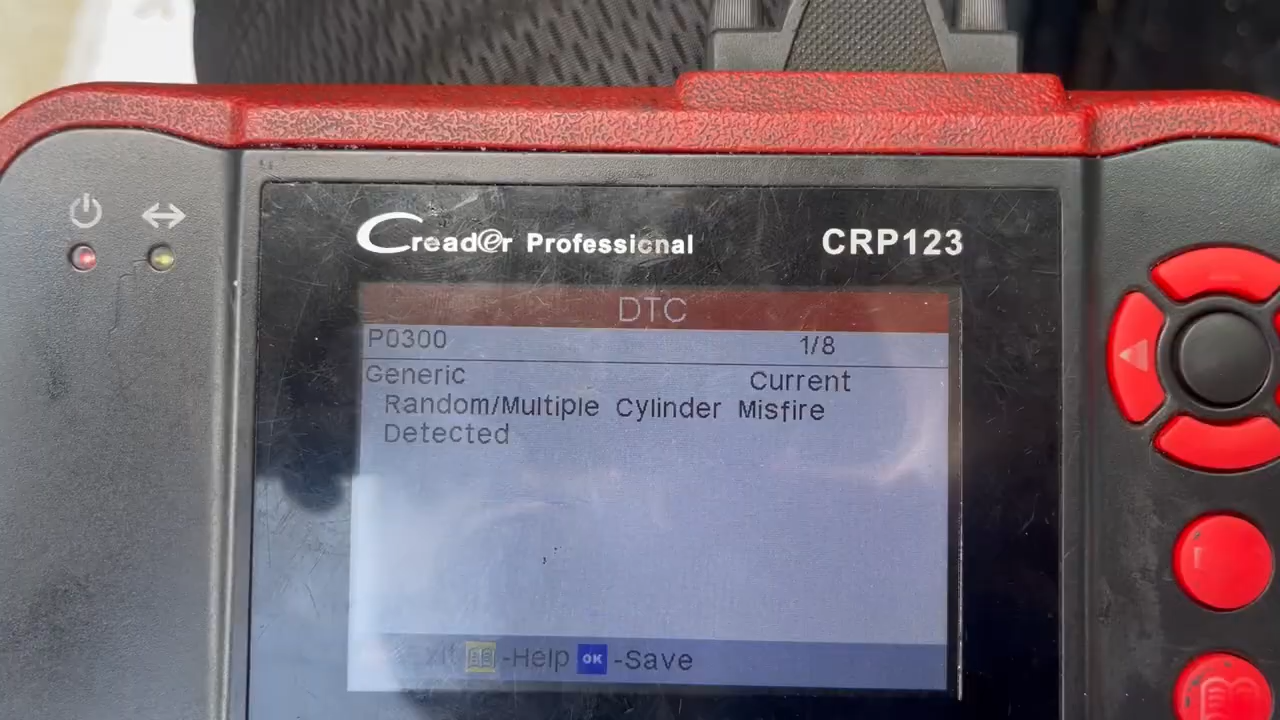 Creader Professional CRP123
DTC
P0300 1/8
Generic Current
Random/Multiple Cylinder Misfire
Detected
-Help OK -Save